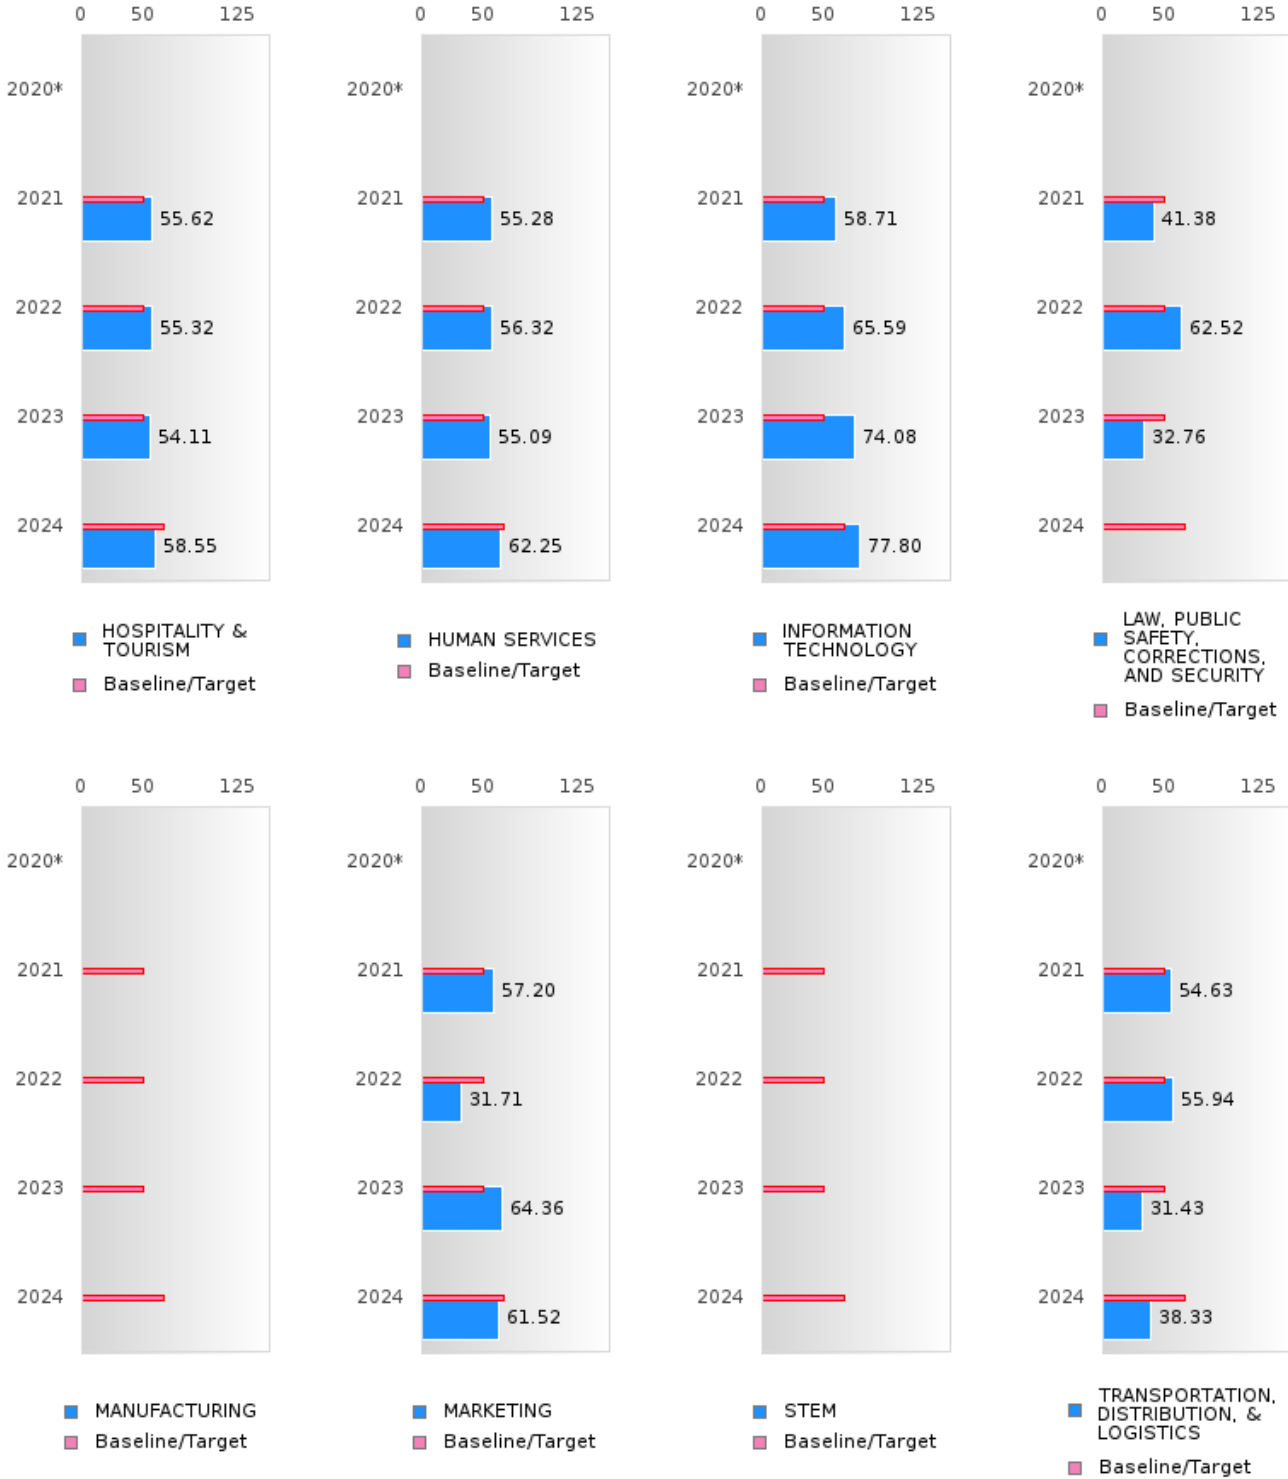 0 50 125
2020*
2021
55.62
2022
55.32
2023
54.11
2024
58.55
HOSPITALITY &
TOURISM
Baseline/Target
0 50 125
2020*
2021
55.28
2022
56.32
2023
55.09
2024
62.25
HUMAN SERVICES
Baseline/Target
0 50 125
2020*
2021
58.71
2022
65.59
2023
74.08
2024
77.80
INFORMATION
TECHNOLOGY
Baseline/Target
0 50 125
2020*
2021
41.38
2022
62.52
2023
32.76
2024
LAW, PUBLIC
SAFETY,
CORRECTIONS,
AND SECURITY
Baseline/Target
0 50 125
2020*
2021
2022
2023
2024
MANUFACTURING
Baseline/Target
0 50 125
2020*
2021
57.20
2022
31.71
2023
64.36
2024
61.52
MARKETING
Baseline/Target
0 50 125
2020*
2021
2022
2023
2024
STEM
Baseline/Target
0 50 125
2020*
2021
54.63
2022
55.94
2023
31.43
2024
38.33
TRANSPORTATION,
DISTRIBUTION, &
LOGISTICS
Baseline/Target